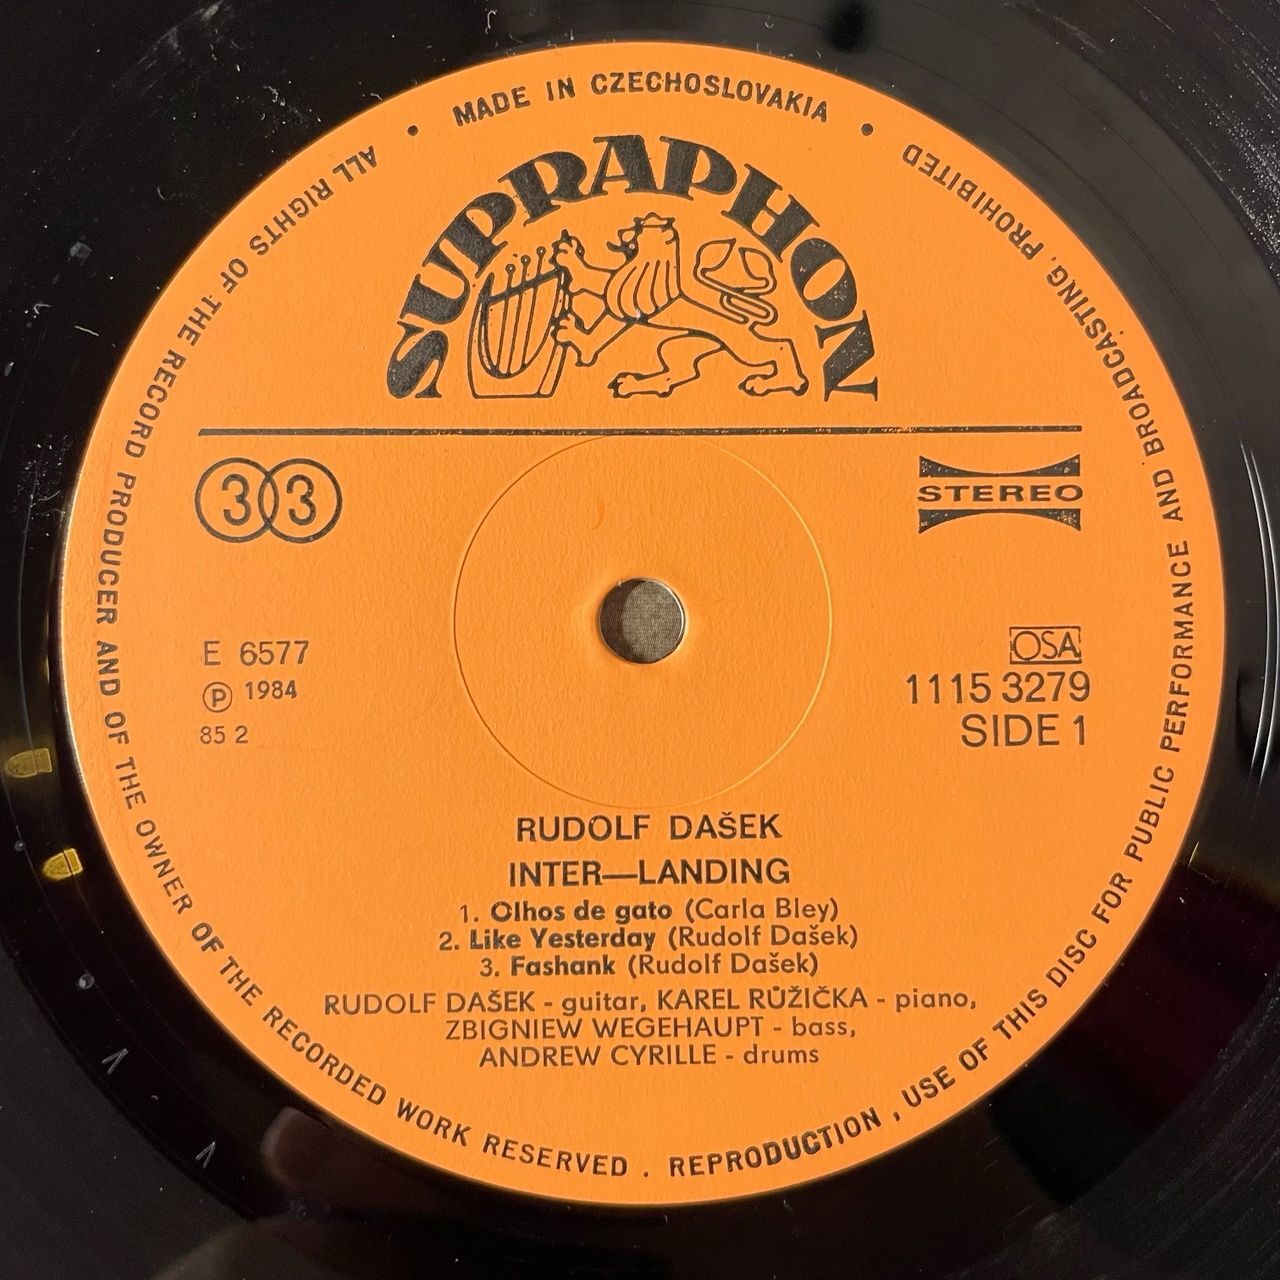 MADE IN CZECHOSLOVAKIA
SUPRAPHON
33
STEREO
E 6577
℗ 1984
85 2
OSA
1115 3279
SIDE 1
RUDOLF DAŠEK
INTER—LANDING
1. Olhos de gato (Carla Bley)
2. Like Yesterday (Rudolf Dašek)
3. Fashank (Rudolf Dašek)
RUDOLF DAŠEK - guitar, KAREL RŮŽIČKA - piano,
ZBIGNIEW WEGEHAUPT - bass,
ANDREW CYRILLE - drums
ALL RIGHTS OF THE RECORD PRODUCER AND OF THE OWNER OF THE RECORDED WORK RESERVED . REPRODUCTION , USE OF THIS DISC FOR PUBLIC PERFORMANCE AND BROADCASTING, PROHIBITED